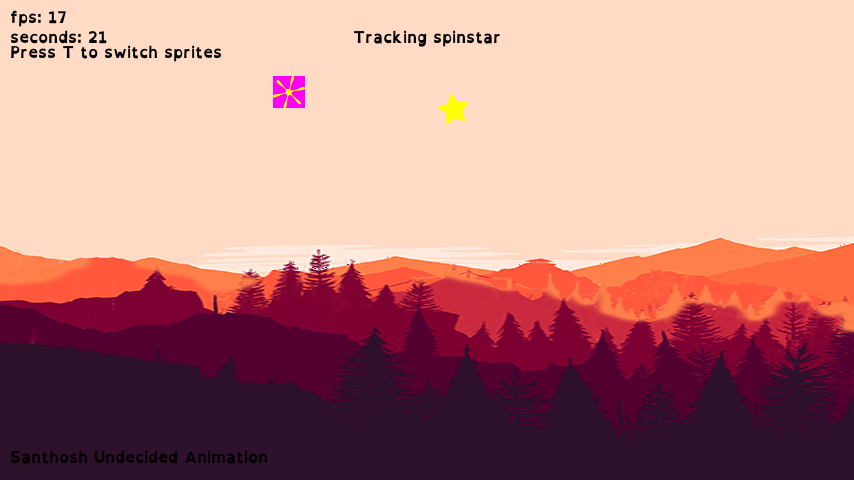 fps: 17
seconds: 21
Press T to switch sprites
Tracking spinstar
Santhosh Undecided Animation